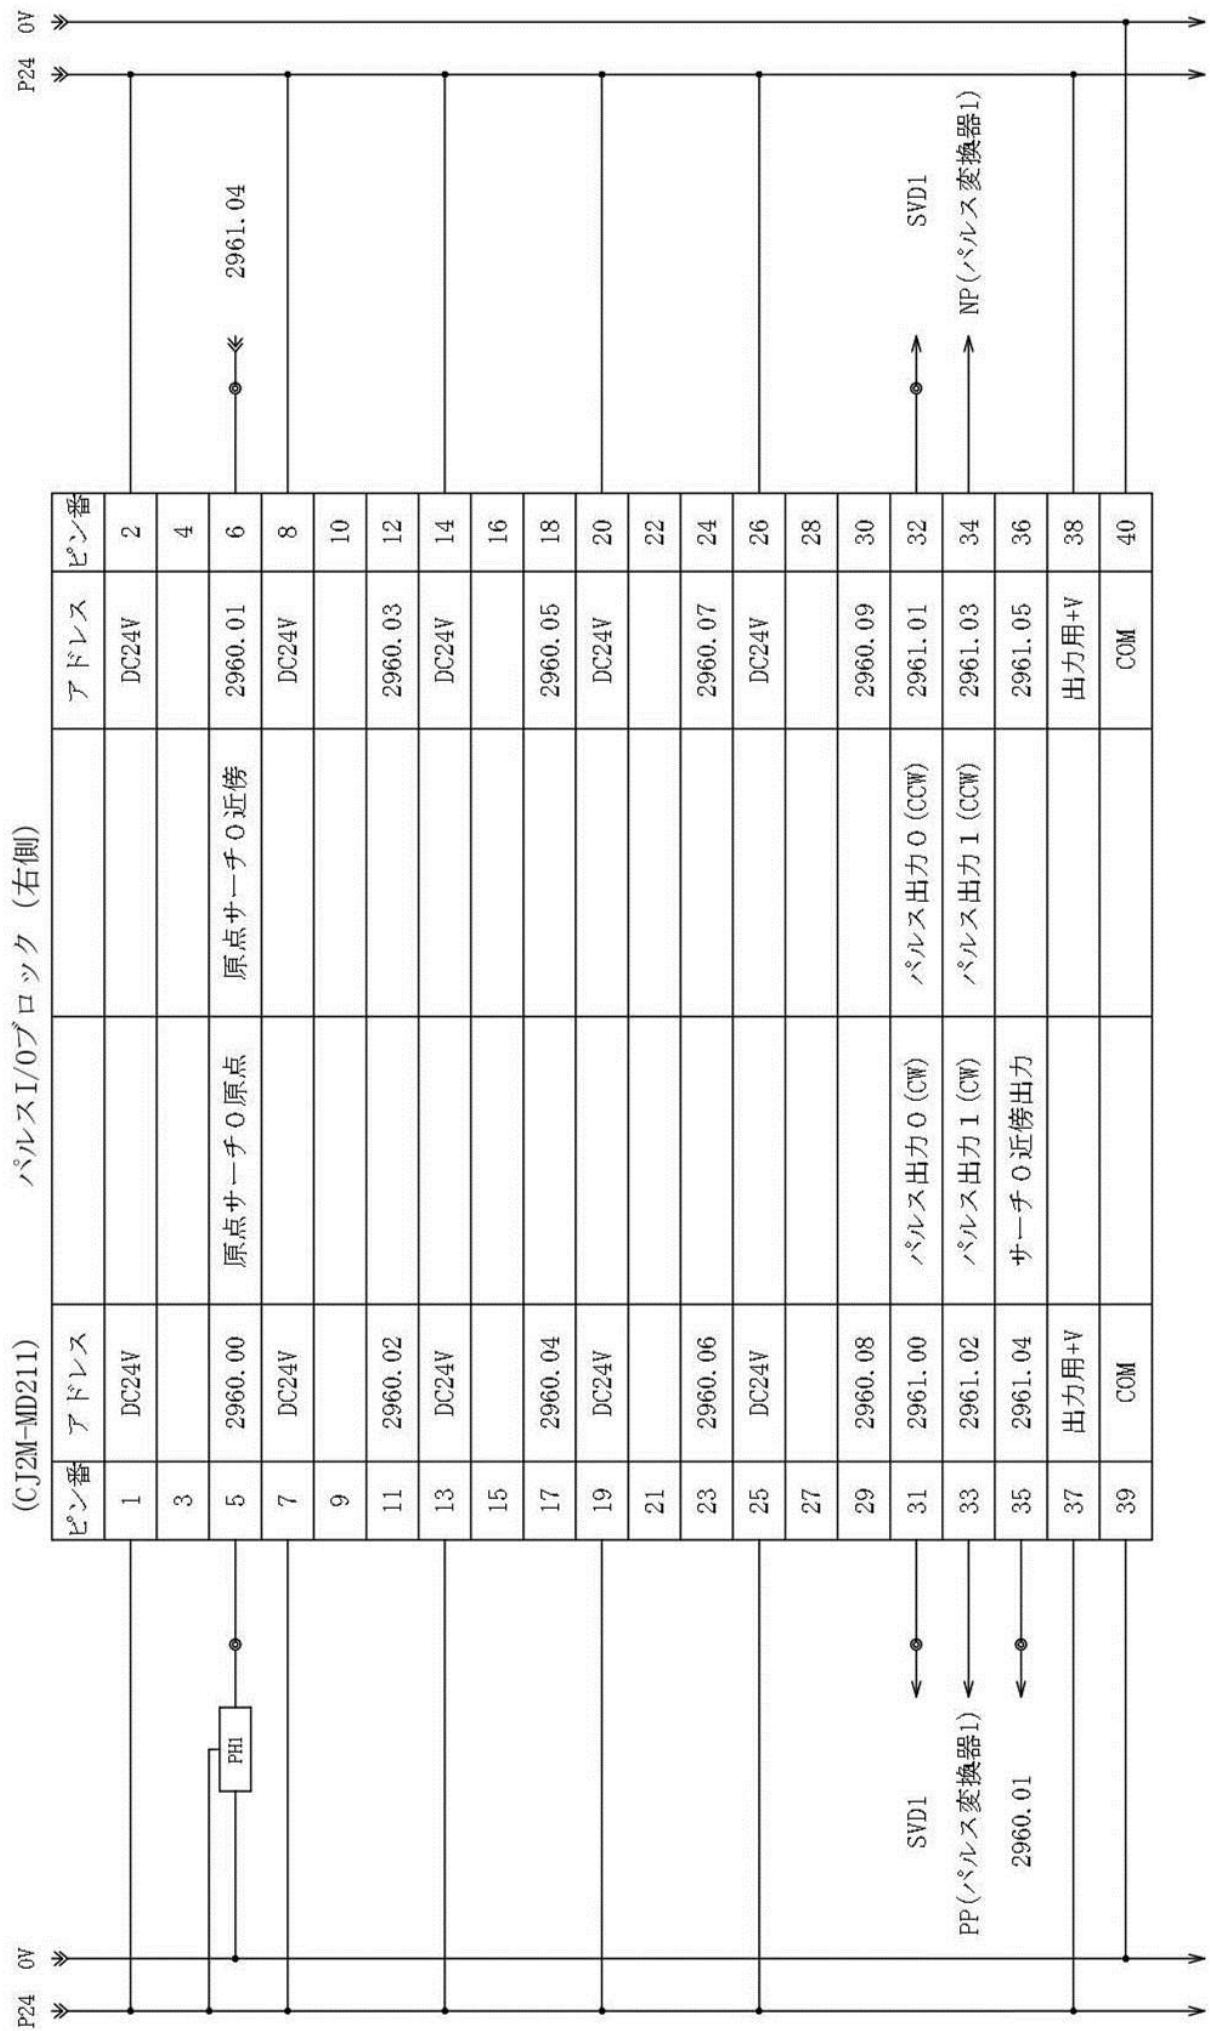 (CJ2M-MD211) パルスI/Oブロック (右側)
P24 0V P24 0V
ピン番 アドレス アドレス ピン番
1 DC24V DC24V 2
3 4
5 2960.00 原点サーチ0原点 原点サーチ0近傍 2960.01 6
PH1 2961.04
7 DC24V DC24V 8
9 10
11 2960.02 2960.03 12
13 DC24V DC24V 14
15 16
17 2960.04 2960.05 18
19 DC24V DC24V 20
21 22
23 2960.06 2960.07 24
25 DC24V DC24V 26
27 28
29 2960.08 2960.09 30
SVD1 31 2961.00 パルス出力0(CW) パルス出力0(CCW) 2961.01 32 SVD1
PP(パルス変換器1) 33 2961.02 パルス出力1(CW) パルス出力1(CCW) 2961.03 34 NP(パルス変換器1)
2960.01 35 2961.04 サーチ0近傍出力 2961.05 36
37 出力用+V 出力用+V 38
39 COM COM 40